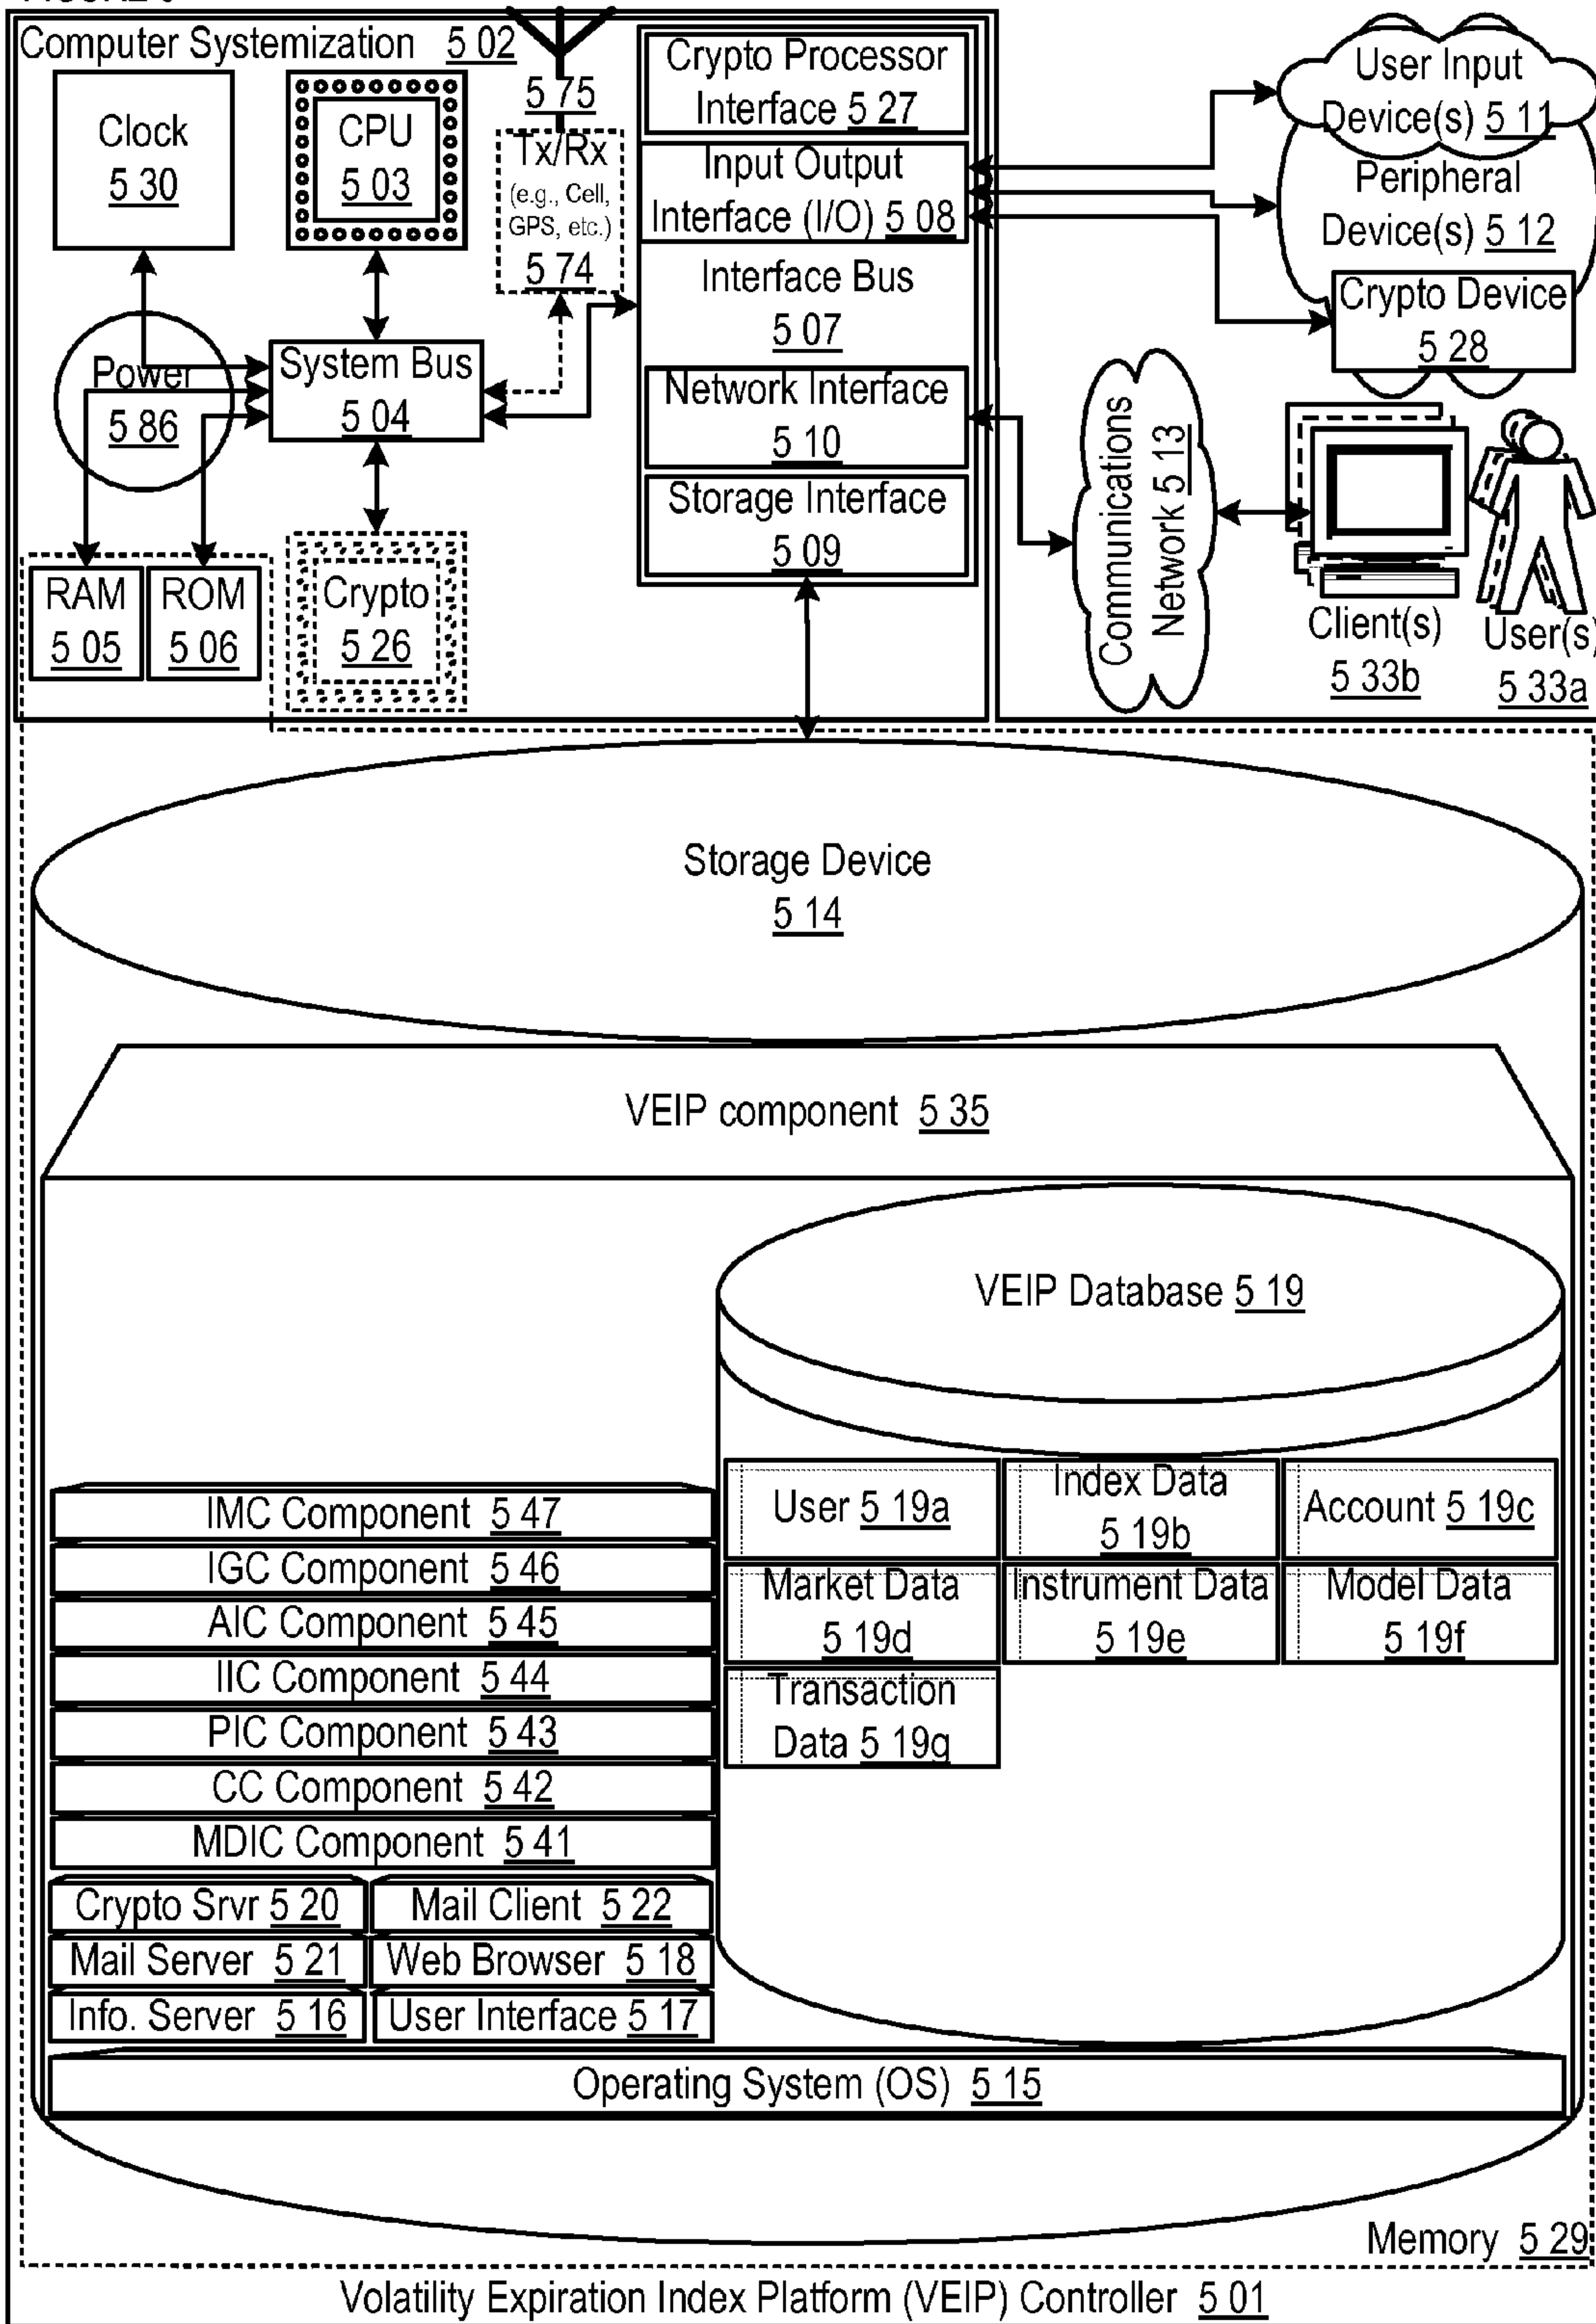 Computer Systemization 5 02
Clock
5 30
CPU
5 03
5 75
Tx/Rx
(e.g., Cell,
GPS, etc.)
5 74
Power
5 86
System Bus
5 04
RAM
5 05
ROM
5 06
Crypto
5 26
Crypto Processor
Interface 5 27
Input Output
Interface (I/O) 5 08
Interface Bus
5 07
Network Interface
5 10
Storage Interface
5 09
User Input
Device(s) 5 11
Peripheral
Device(s) 5 12
Crypto Device
5 28
Communications
Network 5 13
Client(s)
5 33b
User(s)
5 33a
Storage Device
5 14
VEIP component 5 35
VEIP Database 5 19
User 5 19a
Index Data
5 19b
Account 5 19c
Market Data
5 19d
Instrument Data
5 19e
Model Data
5 19f
Transaction
Data 5 19g
IMC Component 5 47
IGC Component 5 46
AIC Component 5 45
IIC Component 5 44
PIC Component 5 43
CC Component 5 42
MDIC Component 5 41
Crypto Srvr 5 20
Mail Client 5 22
Mail Server 5 21
Web Browser 5 18
Info. Server 5 16
User Interface 5 17
Operating System (OS) 5 15
Memory 5 29
Volatility Expiration Index Platform (VEIP) Controller 5 01